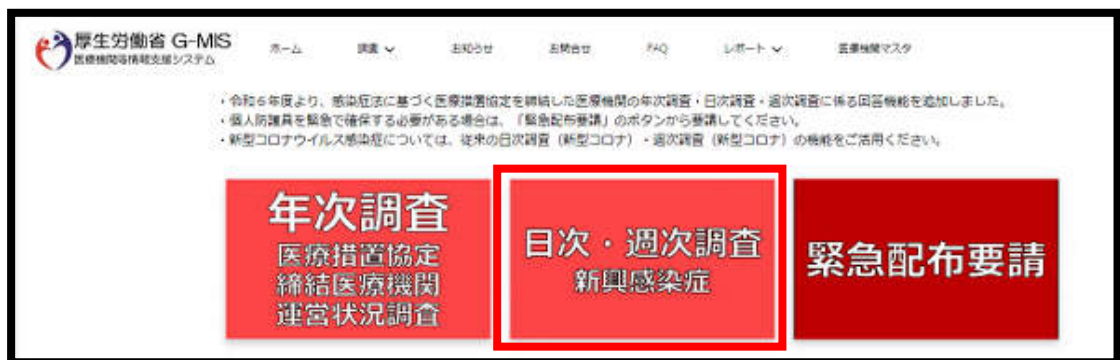 厚生労働省 G-MIS
医療機関等情報支援システム
ホーム 調査 お知らせ お問合せ FAQ レポート 医療機関マスタ
・令和６年度より、感染症法に基づく医療措置協定を締結した医療機関の年次調査・日次調査・週次調査に係る回答機能を追加しました。
・個人防護具を緊急で確保する必要がある場合は、「緊急配布要請」のボタンから要請してください。
・新型コロナウイルス感染症については、従来の日次調査（新型コロナ）・週次調査（新型コロナ）の機能をご活用ください。
年次調査
医療措置協定
締結医療機関
運営状況調査
日次・週次調査
新興感染症
緊急配布要請